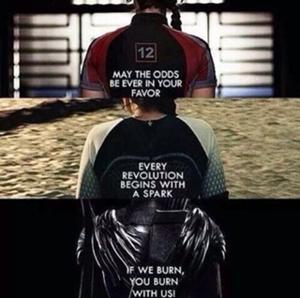 12
MAY THE ODDS
BE EVER IN YOUR
FAVOR
EVERY
REVOLUTION
BEGINS WITH
A SPARK
IF WE BURN,
YOU BURN
WITH US!